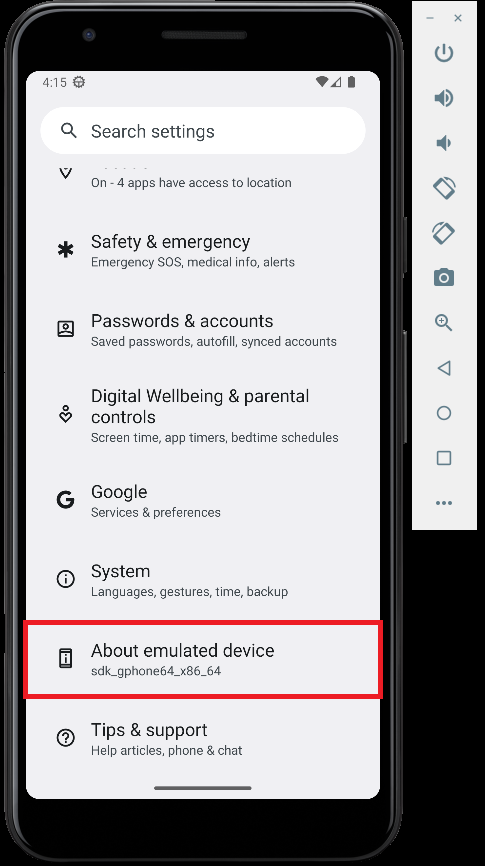 4:15
Search settings
On - 4 apps have access to location
Safety & emergency
Emergency SOS, medical info, alerts
Passwords & accounts
Saved passwords, autofill, synced accounts
Digital Wellbeing & parental
controls
Screen time, app timers, bedtime schedules
Google
Services & preferences
System
Languages, gestures, time, backup
About emulated device
sdk_gphone64_x86_64
Tips & support
Help articles, phone & chat